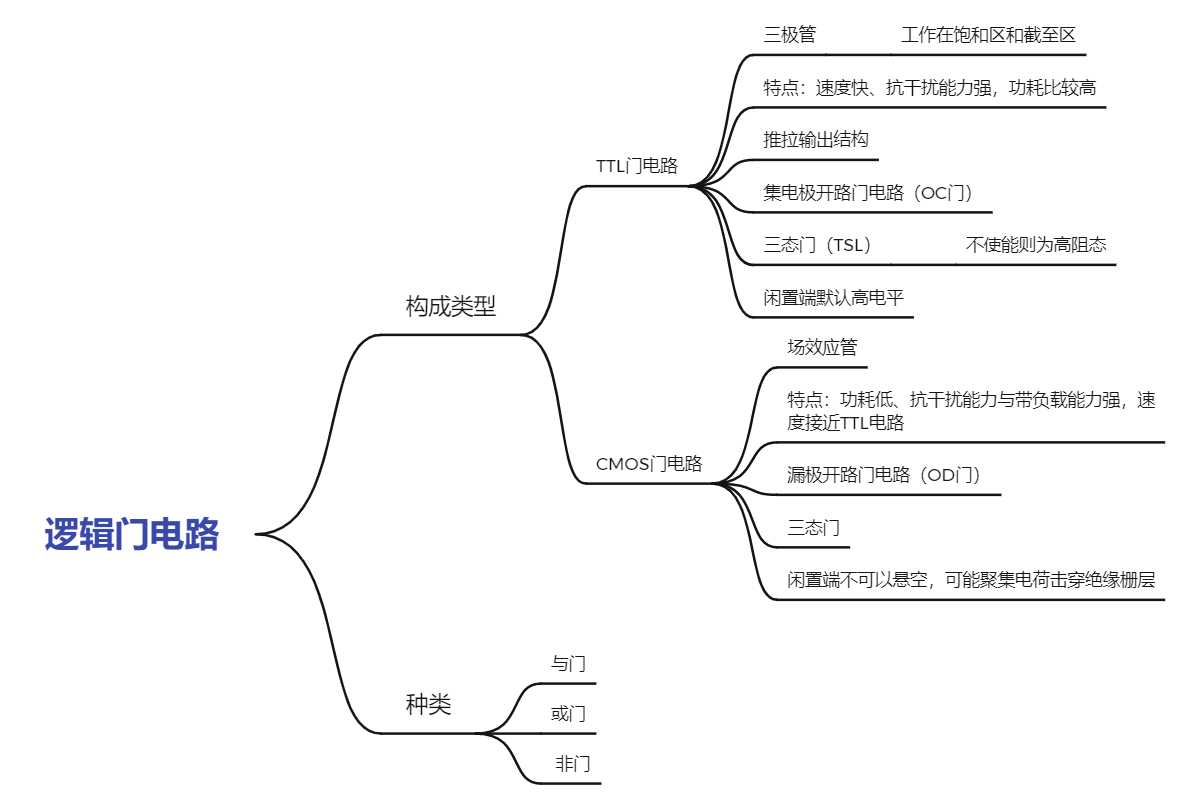 逻辑门电路
构成类型
TTL门电路
三极管
工作在饱和区和截至区
特点：速度快、抗干扰能力强，功耗比较高
推拉输出结构
集电极开路门电路（OC门）
三态门（TSL）
不使能则为高阻态
闲置端默认高电平
CMOS门电路
场效应管
特点：功耗低、抗干扰能力与带负载能力强，速
度接近TTL电路
漏极开路门电路（OD门）
三态门
闲置端不可以悬空，可能聚集电荷击穿绝缘栅层
种类
与门
或门
非门